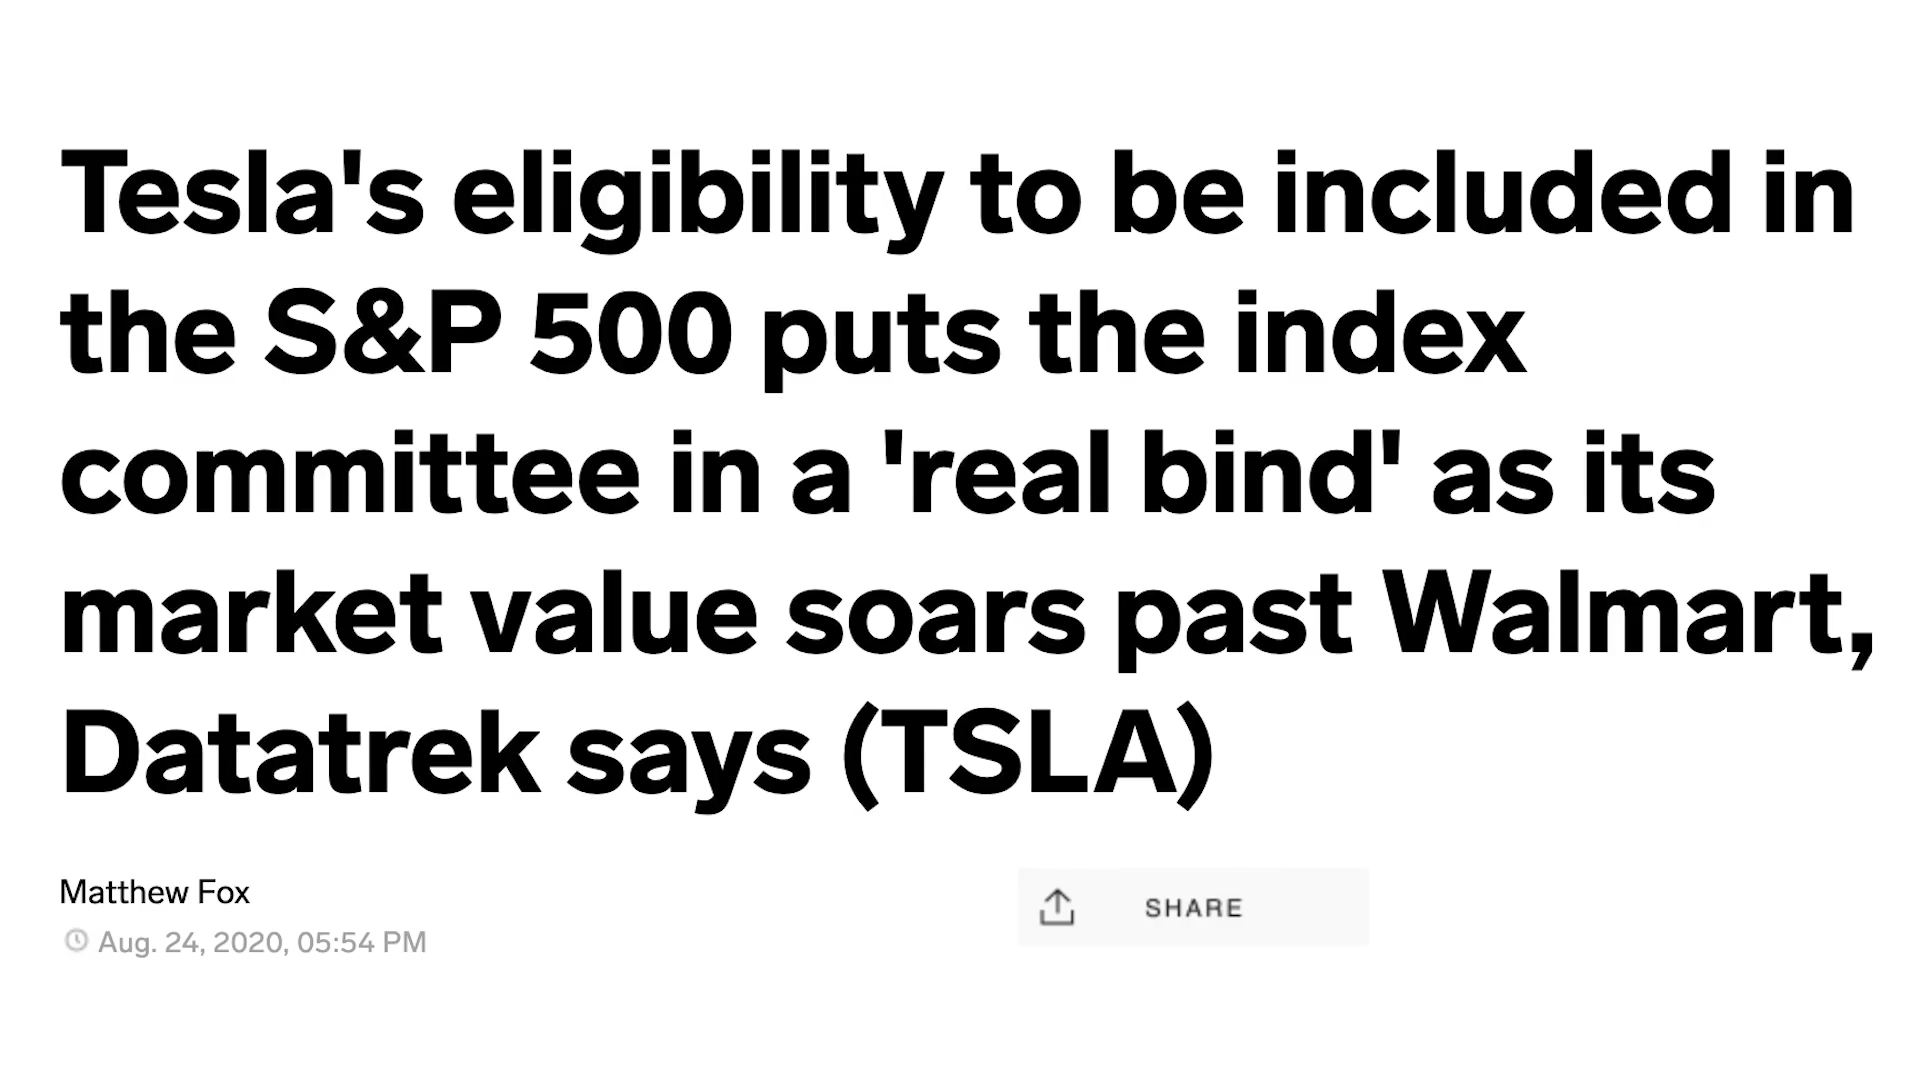 Tesla's eligibility to be included in
the S&P 500 puts the index
committee in a 'real bind' as its
market value soars past Walmart,
Datatrek says (TSLA)
Matthew Fox
Aug. 24, 2020, 05:54 PM
SHARE